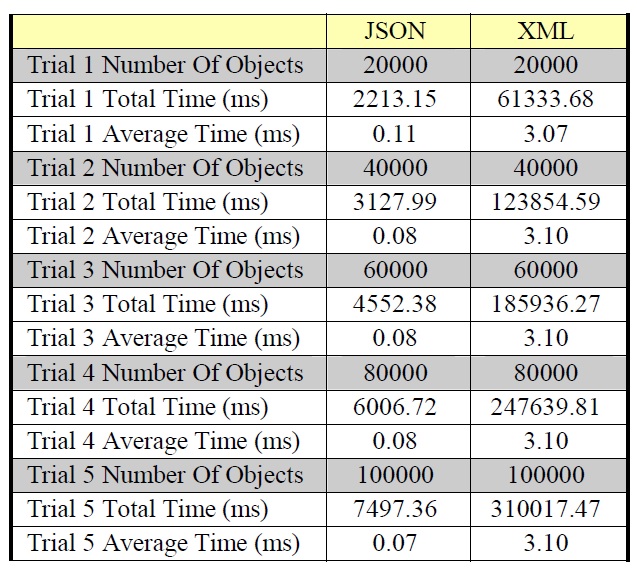 JSON XML
Trial 1 Number Of Objects 20000 20000
Trial 1 Total Time (ms) 2213.15 61333.68
Trial 1 Average Time (ms) 0.11 3.07
Trial 2 Number Of Objects 40000 40000
Trial 2 Total Time (ms) 3127.99 123854.59
Trial 2 Average Time (ms) 0.08 3.10
Trial 3 Number Of Objects 60000 60000
Trial 3 Total Time (ms) 4552.38 185936.27
Trial 3 Average Time (ms) 0.08 3.10
Trial 4 Number Of Objects 80000 80000
Trial 4 Total Time (ms) 6006.72 247639.81
Trial 4 Average Time (ms) 0.08 3.10
Trial 5 Number Of Objects 100000 100000
Trial 5 Total Time (ms) 7497.36 310017.47
Trial 5 Average Time (ms) 0.07 3.10